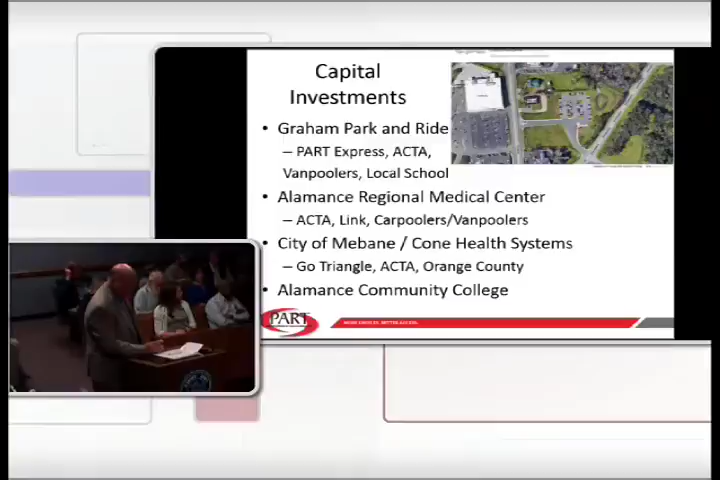 Capital
Investments
• Graham Park and Ride
– PART Express, ACTA,
Vanpoolers, Local School
• Alamance Regional Medical Center
– ACTA, Link, Carpoolers/Vanpoolers
• City of Mebane / Cone Health Systems
– Go Triangle, ACTA, Orange County
• Alamance Community College
PART